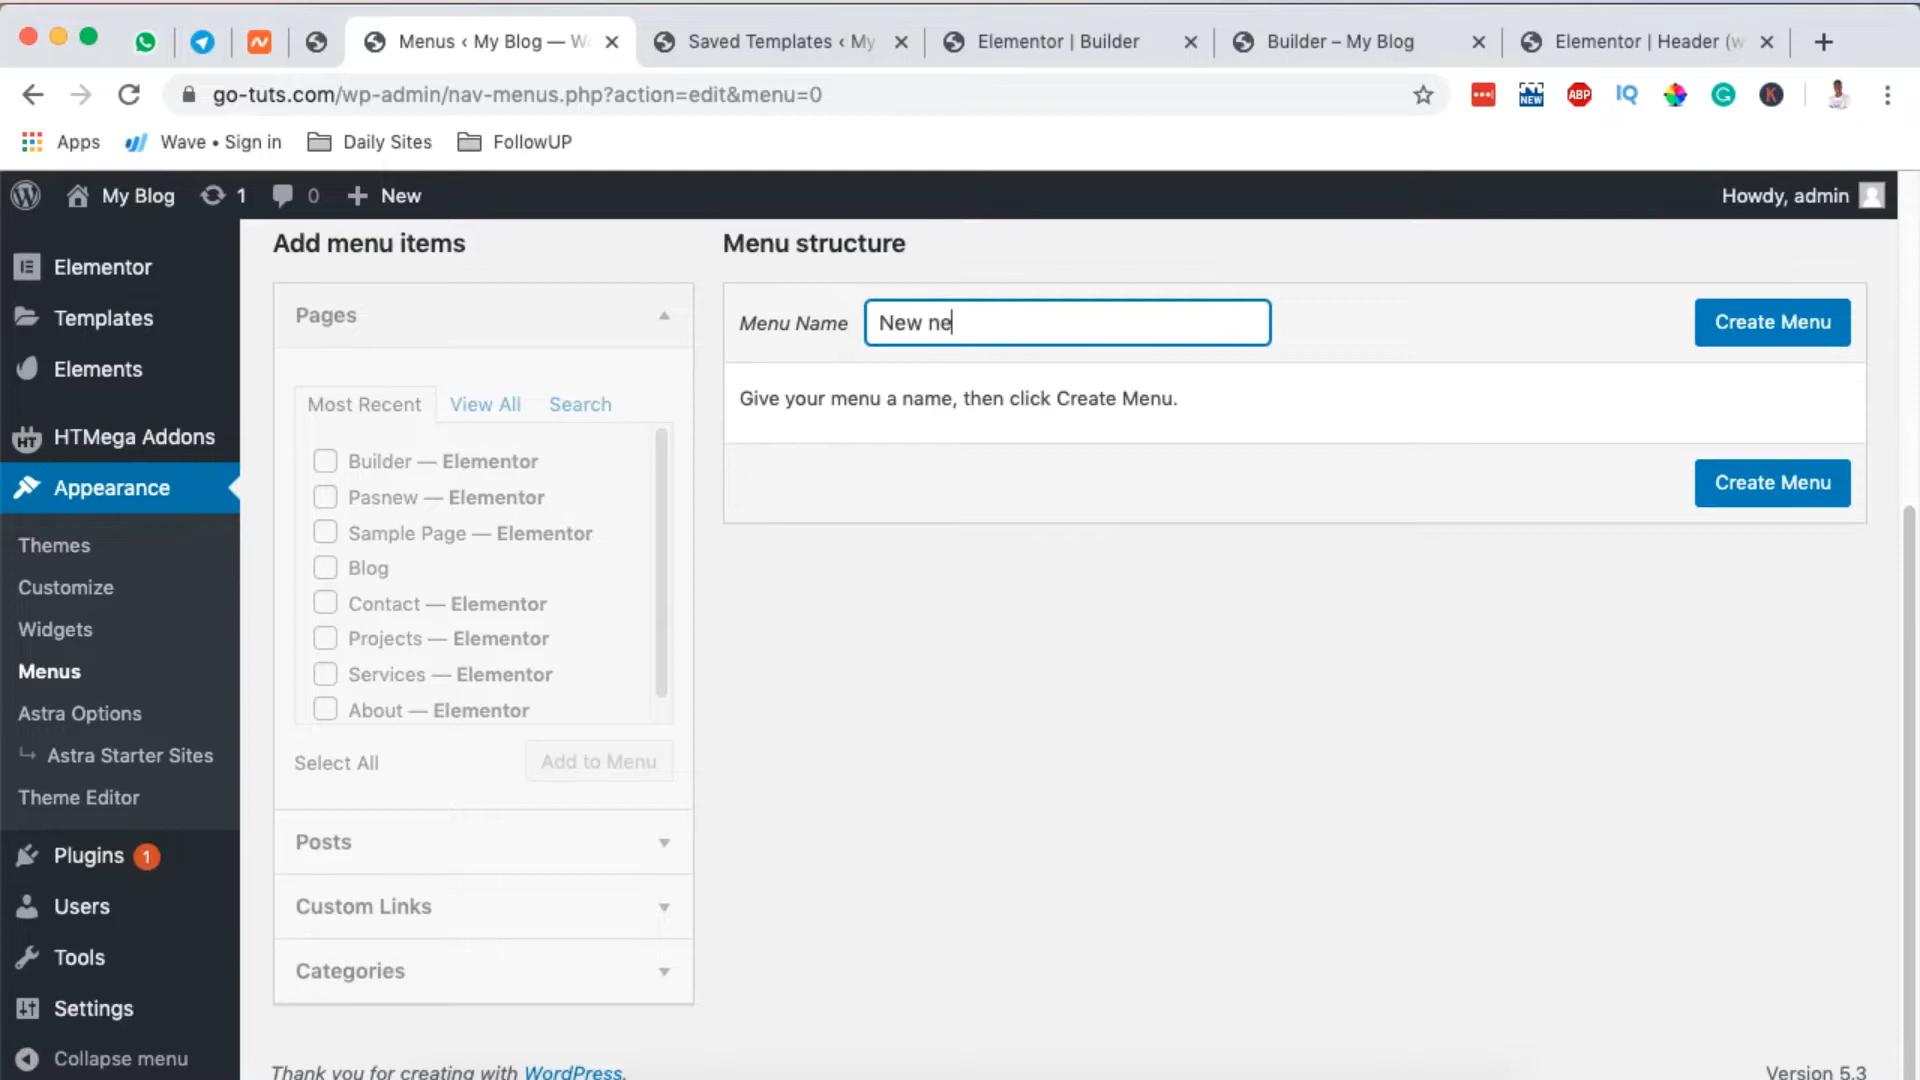 Menus ‹ My Blog — W
Saved Templates ‹ My
Elementor | Builder
Builder – My Blog
Elementor | Header (w
go-tuts.com/wp-admin/nav-menus.php?action=edit&menu=0
NEW
ABP
IQ
G
K
Apps
Wave • Sign in
Daily Sites
FollowUP
My Blog
1
0
New
Howdy, admin
Elementor
Templates
Elements
HT
HTMega Addons
Appearance
Themes
Customize
Widgets
Menus
Astra Options
Astra Starter Sites
Theme Editor
Plugins 1
Users
Tools
Settings
Collapse menu
Add menu items
Pages
Most Recent
View All
Search
Builder — Elementor
Pasnew — Elementor
Sample Page — Elementor
Blog
Contact — Elementor
Projects — Elementor
Services — Elementor
About — Elementor
Select All
Add to Menu
Posts
Custom Links
Categories
Menu structure
Menu Name
New ne
Create Menu
Give your menu a name, then click Create Menu.
Create Menu
Thank you for creating with WordPress.
Version 5.3